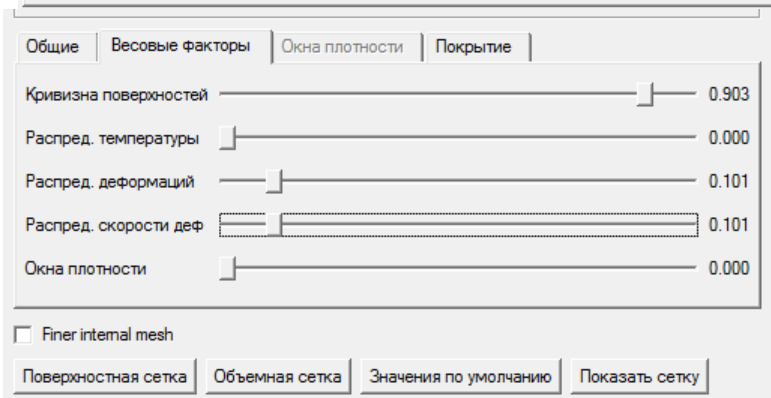 Общие Весовые факторы Окна плотности Покрытие
Кривизна поверхностей 0.903
Распред. температуры 0.000
Распред. деформаций 0.101
Распред. скорости деф 0.101
Окна плотности 0.000
Finer internal mesh
Поверхностная сетка Объемная сетка Значения по умолчанию Показать сетку